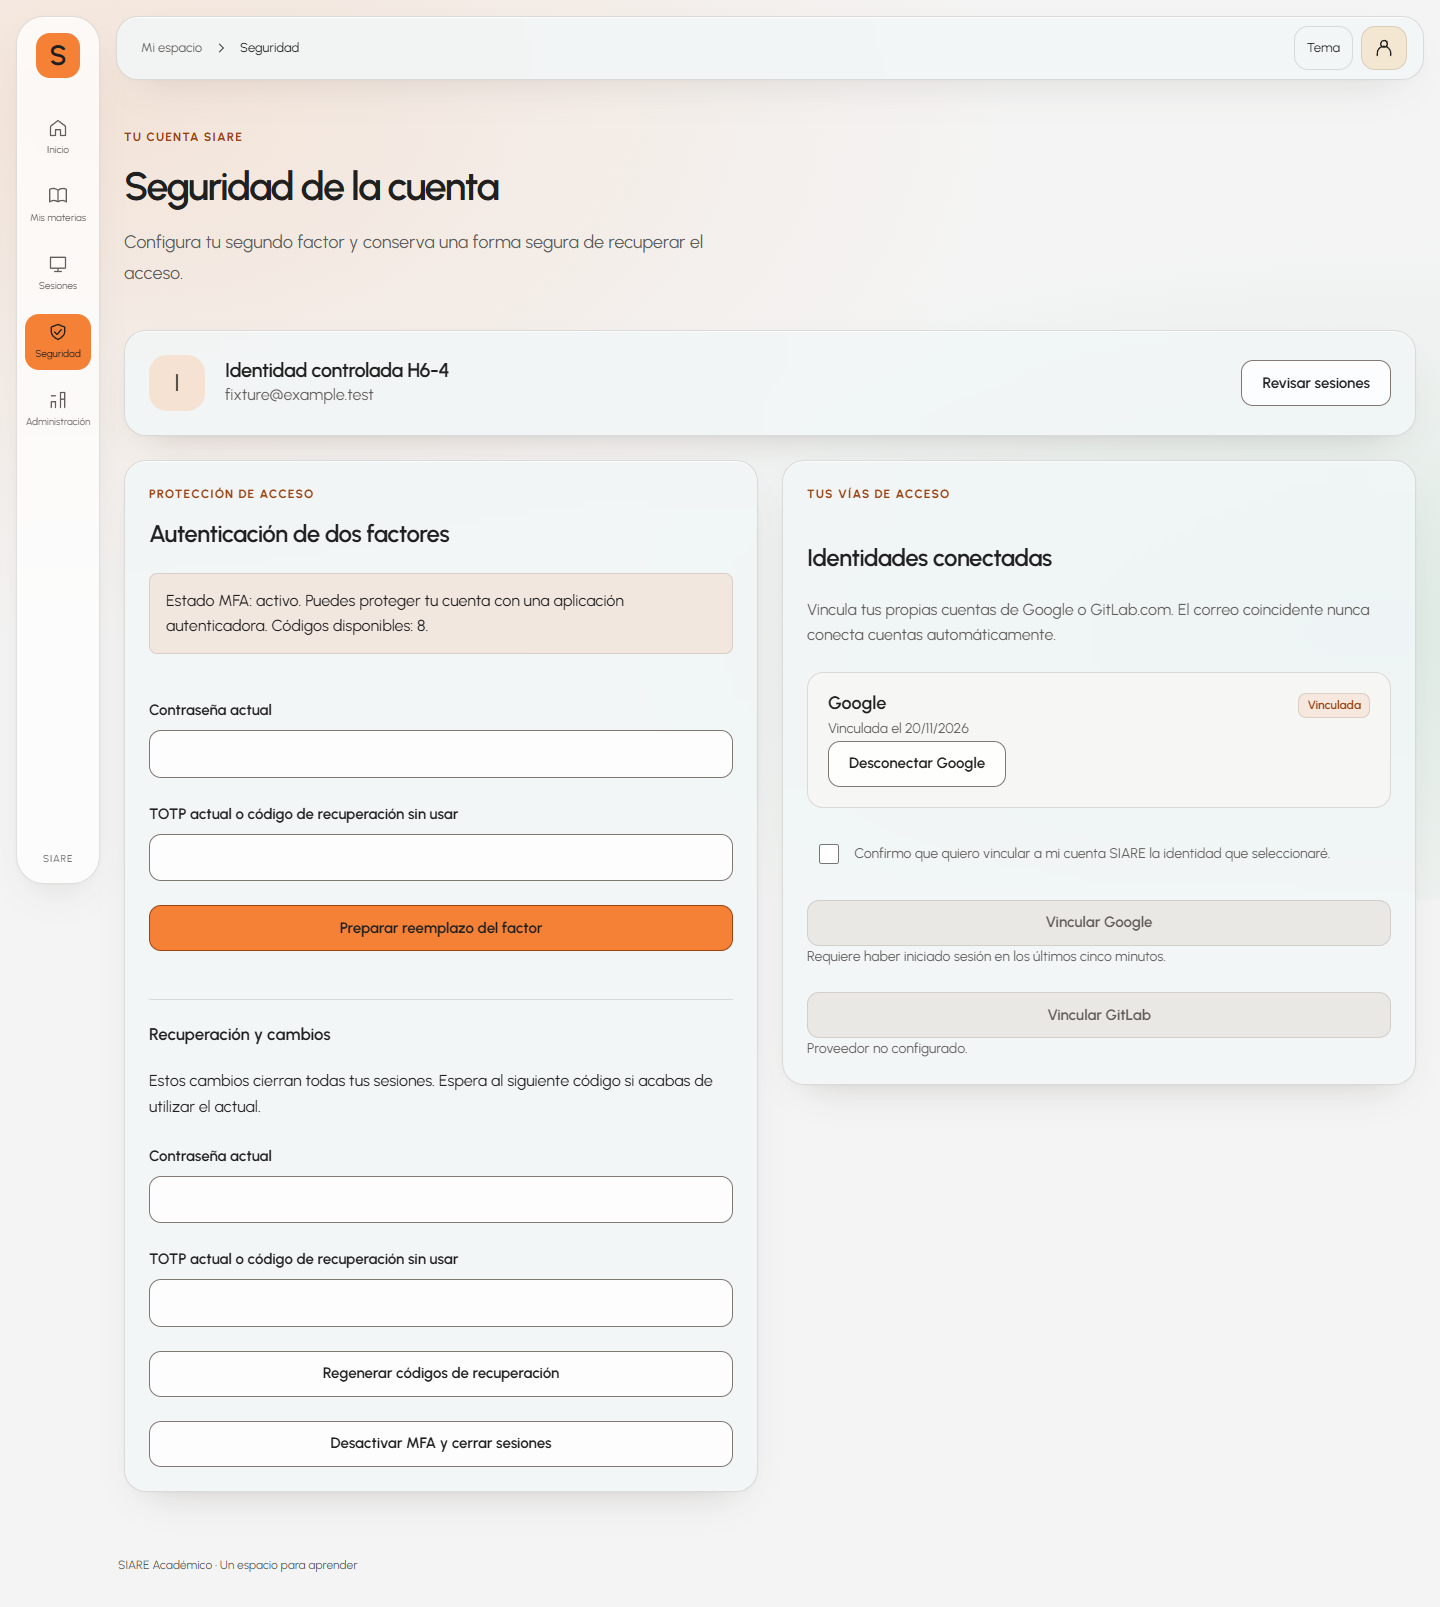 S
Inicio
Mis materias
Sesiones
Seguridad
Administración
SIARE
Mi espacio > Seguridad
Tema
TU CUENTA SIARE
Seguridad de la cuenta
Configura tu segundo factor y conserva una forma segura de recuperar el
acceso.
I
Identidad controlada H6-4
fixture@example.test
Revisar sesiones
PROTECCIÓN DE ACCESO
Autenticación de dos factores
Estado MFA: activo. Puedes proteger tu cuenta con una aplicación
autenticadora. Códigos disponibles: 8.
Contraseña actual
TOTP actual o código de recuperación sin usar
Preparar reemplazo del factor
Recuperación y cambios
Estos cambios cierran todas tus sesiones. Espera al siguiente código si acabas de
utilizar el actual.
Contraseña actual
TOTP actual o código de recuperación sin usar
Regenerar códigos de recuperación
Desactivar MFA y cerrar sesiones
TUS VÍAS DE ACCESO
Identidades conectadas
Vincula tus propias cuentas de Google o GitLab.com. El correo coincidente nunca
conecta cuentas automáticamente.
Google
Vinculada
Vinculada el 20/11/2026
Desconectar Google
Confirmo que quiero vincular a mi cuenta SIARE la identidad que seleccionaré.
Vincular Google
Requiere haber iniciado sesión en los últimos cinco minutos.
Vincular GitLab
Proveedor no configurado.
SIARE Académico · Un espacio para aprender